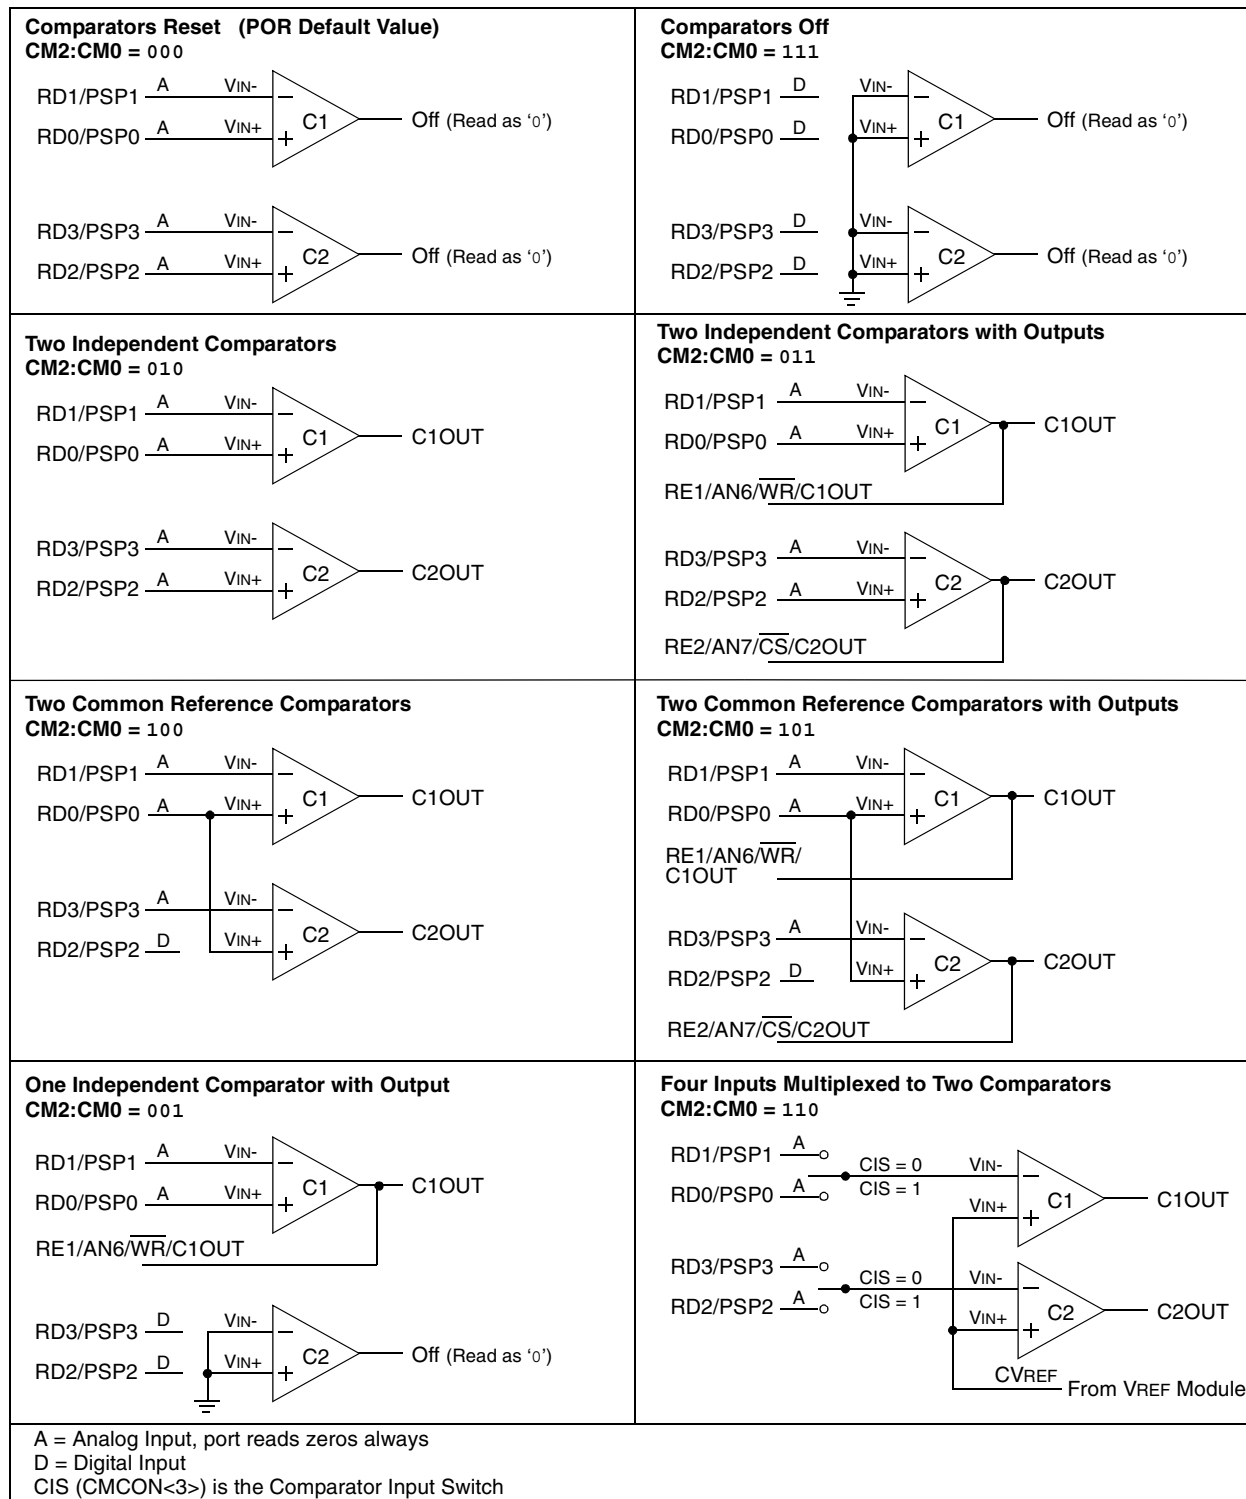 Comparators Reset (POR Default Value)
CM2:CM0 = 000
RD1/PSP1 A VIN-
RD0/PSP0 A VIN+
C1
Off (Read as ‘0’)
RD3/PSP3 A VIN-
RD2/PSP2 A VIN+
C2
Off (Read as ‘0’)
Comparators Off
CM2:CM0 = 111
RD1/PSP1 D VIN-
RD0/PSP0 D VIN+
C1
Off (Read as ‘0’)
RD3/PSP3 D VIN-
RD2/PSP2 D VIN+
C2
Off (Read as ‘0’)
Two Independent Comparators
CM2:CM0 = 010
RD1/PSP1 A VIN-
RD0/PSP0 A VIN+
C1
C1OUT
RD3/PSP3 A VIN-
RD2/PSP2 A VIN+
C2
C2OUT
Two Independent Comparators with Outputs
CM2:CM0 = 011
RD1/PSP1 A VIN-
RD0/PSP0 A VIN+
C1
C1OUT
RE1/AN6/WR/C1OUT
RD3/PSP3 A VIN-
RD2/PSP2 A VIN+
C2
C2OUT
RE2/AN7/CS/C2OUT
Two Common Reference Comparators
CM2:CM0 = 100
RD1/PSP1 A VIN-
RD0/PSP0 A VIN+
C1
C1OUT
RD3/PSP3 A VIN-
RD2/PSP2 D VIN+
C2
C2OUT
Two Common Reference Comparators with Outputs
CM2:CM0 = 101
RD1/PSP1 A VIN-
RD0/PSP0 A VIN+
C1
C1OUT
RE1/AN6/WR/
C1OUT
RD3/PSP3 A VIN-
RD2/PSP2 D VIN+
C2
C2OUT
RE2/AN7/CS/C2OUT
One Independent Comparator with Output
CM2:CM0 = 001
RD1/PSP1 A VIN-
RD0/PSP0 A VIN+
C1
C1OUT
RE1/AN6/WR/C1OUT
RD3/PSP3 D VIN-
RD2/PSP2 D VIN+
C2
Off (Read as ‘0’)
Four Inputs Multiplexed to Two Comparators
CM2:CM0 = 110
RD1/PSP1 A
CIS = 0 VIN-
RD0/PSP0 A CIS = 1
VIN+
C1
C1OUT
RD3/PSP3 A
CIS = 0 VIN-
RD2/PSP2 A CIS = 1
VIN+
C2
C2OUT
CVREF
From VREF Module
A = Analog Input, port reads zeros always
D = Digital Input
CIS (CMCON<3>) is the Comparator Input Switch